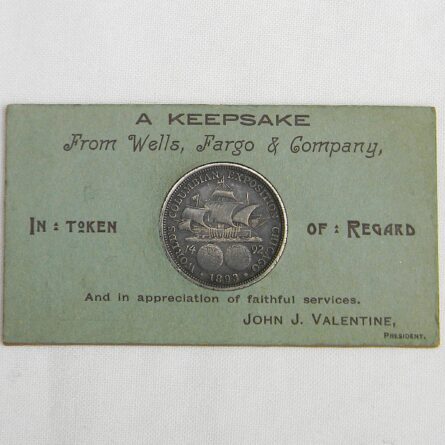 A KEEPSAKE
From Wells, Fargo & Company,
IN : TOKEN
OF : REGARD
WORLD'S COLUMBIAN EXPOSITION CHICAGO
14 92
1893
And in appreciation of faithful services.
JOHN J. VALENTINE,
PRESIDENT.